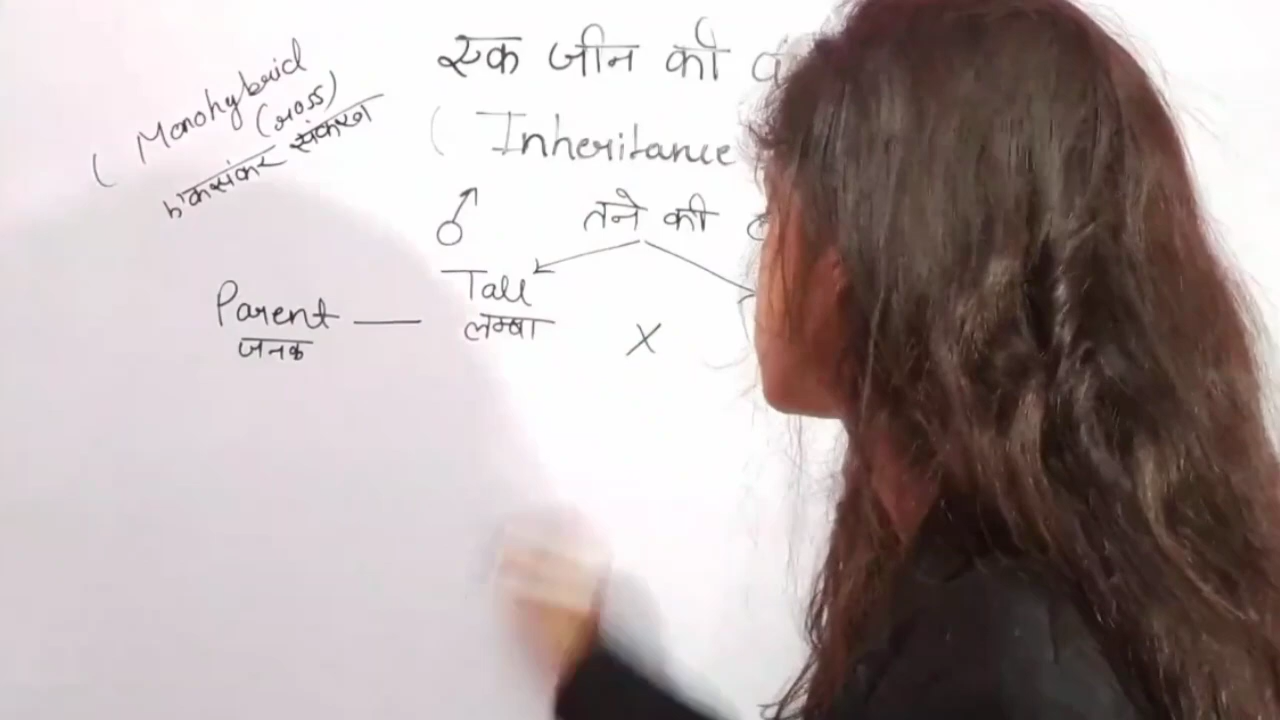 एक जीन की
( Inheritance
( Monohybrid
Cross)
एकसंकर संकरण
♂
तने की
Tall
लम्बा
Parent —
जनक
X